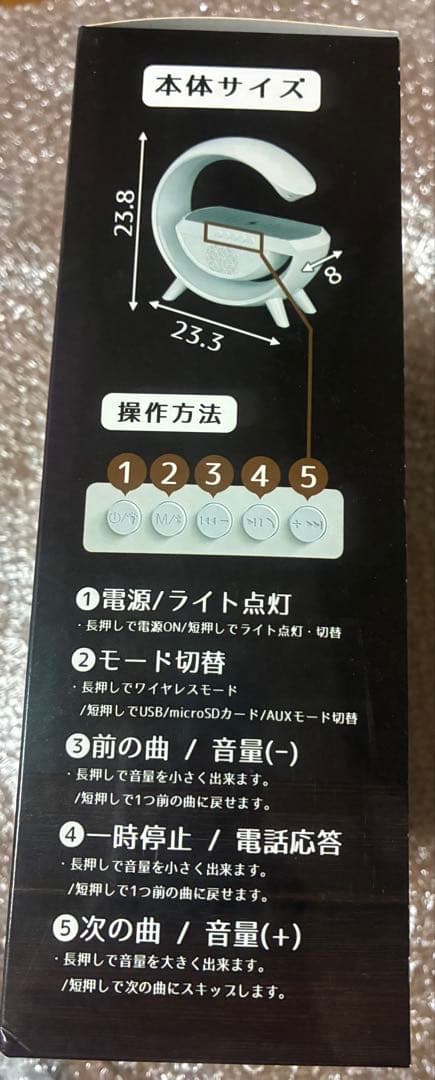 本体サイズ
23.8
8
23.3
操作方法
1 2 3 4 5
M/
+
❶電源/ライト点灯
・長押しで電源ON/短押しでライト点灯・切替
❷モード切替
・長押しでワイヤレスモード
/短押しでUSB/microSDカード/AUXモード切替
❸前の曲 / 音量(-)
・長押しで音量を小さく出来ます。
/短押しで1つ前の曲に戻せます。
❹一時停止 / 電話応答
・長押しで音量を小さく出来ます。
/短押しで1つ前の曲に戻せます。
❺次の曲 / 音量(+)
・長押しで音量を大きく出来ます。
/短押しで次の曲にスキップします。